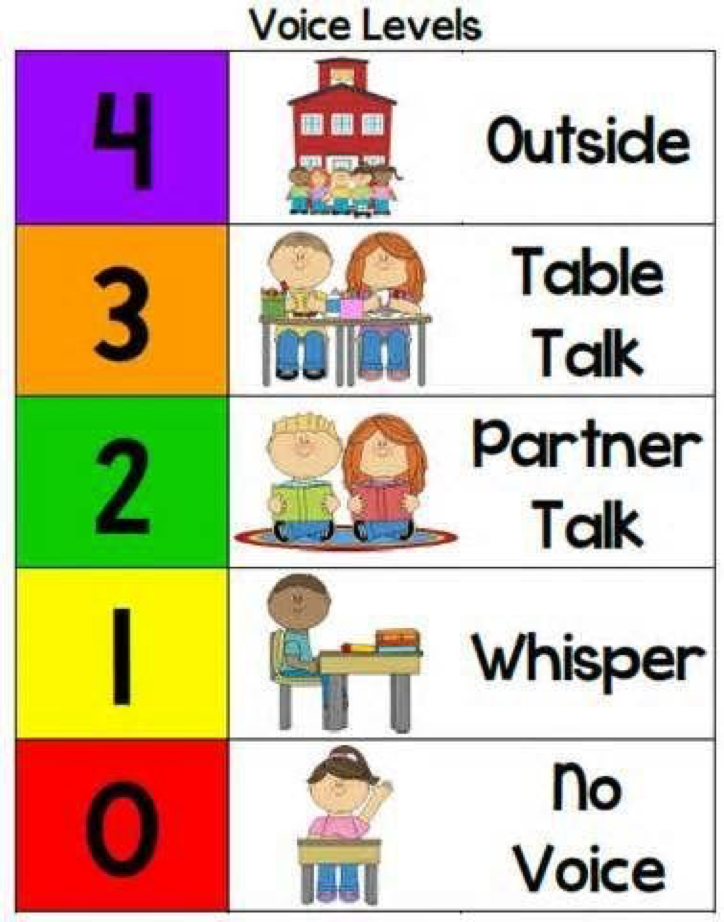 Voice Levels
4
Outside
3
Table
Talk
2
Partner
Talk
1
Whisper
0
No
Voice